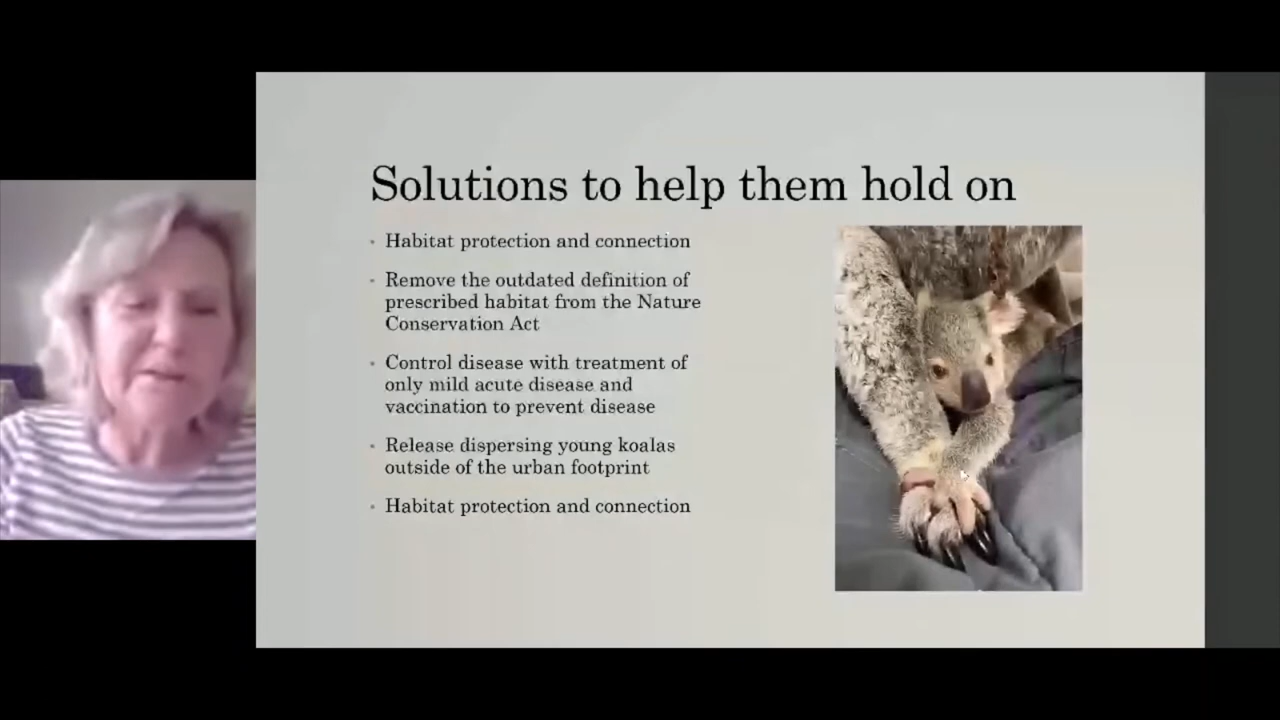 Solutions to help them hold on
Habitat protection and connection
Remove the outdated definition of
prescribed habitat from the Nature
Conservation Act
Control disease with treatment of
only mild acute disease and
vaccination to prevent disease
Release dispersing young koalas
outside of the urban footprint
Habitat protection and connection